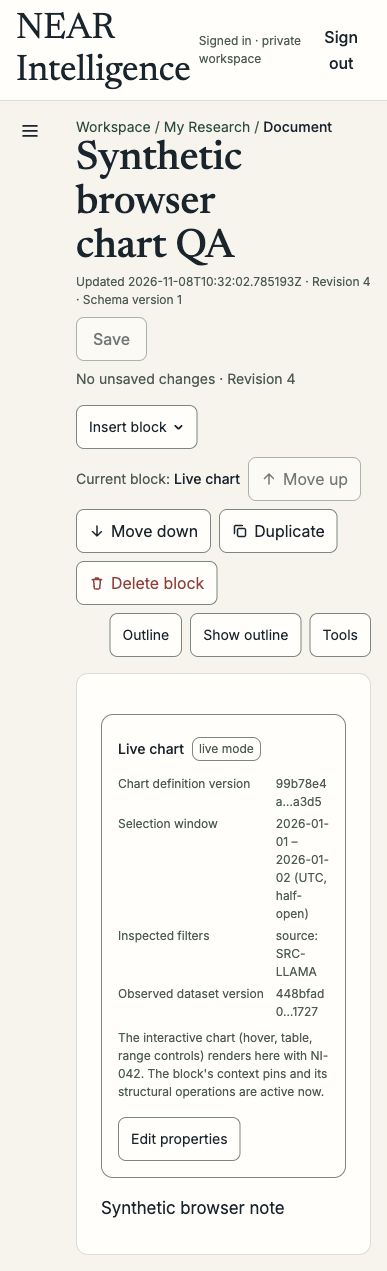 NEAR
Intelligence
Signed in · private
workspace
Sign
out
Workspace / My Research / Document
Synthetic
browser
chart QA
Updated 2026-11-08T10:32:02.785193Z · Revision 4
· Schema version 1
Save
No unsaved changes · Revision 4
Insert block
Current block: Live chart
Move up
Move down
Duplicate
Delete block
Outline
Show outline
Tools
Live chart
live mode
Chart definition version
99b78e4
a…a3d5
Selection window
2026-01-
01 –
2026-01-
02 (UTC,
half-
open)
Inspected filters
source:
SRC-
LLAMA
Observed dataset version
448bfad
0…1727
The interactive chart (hover, table,
range controls) renders here with NI-
042. The block's context pins and its
structural operations are active now.
Edit properties
Synthetic browser note